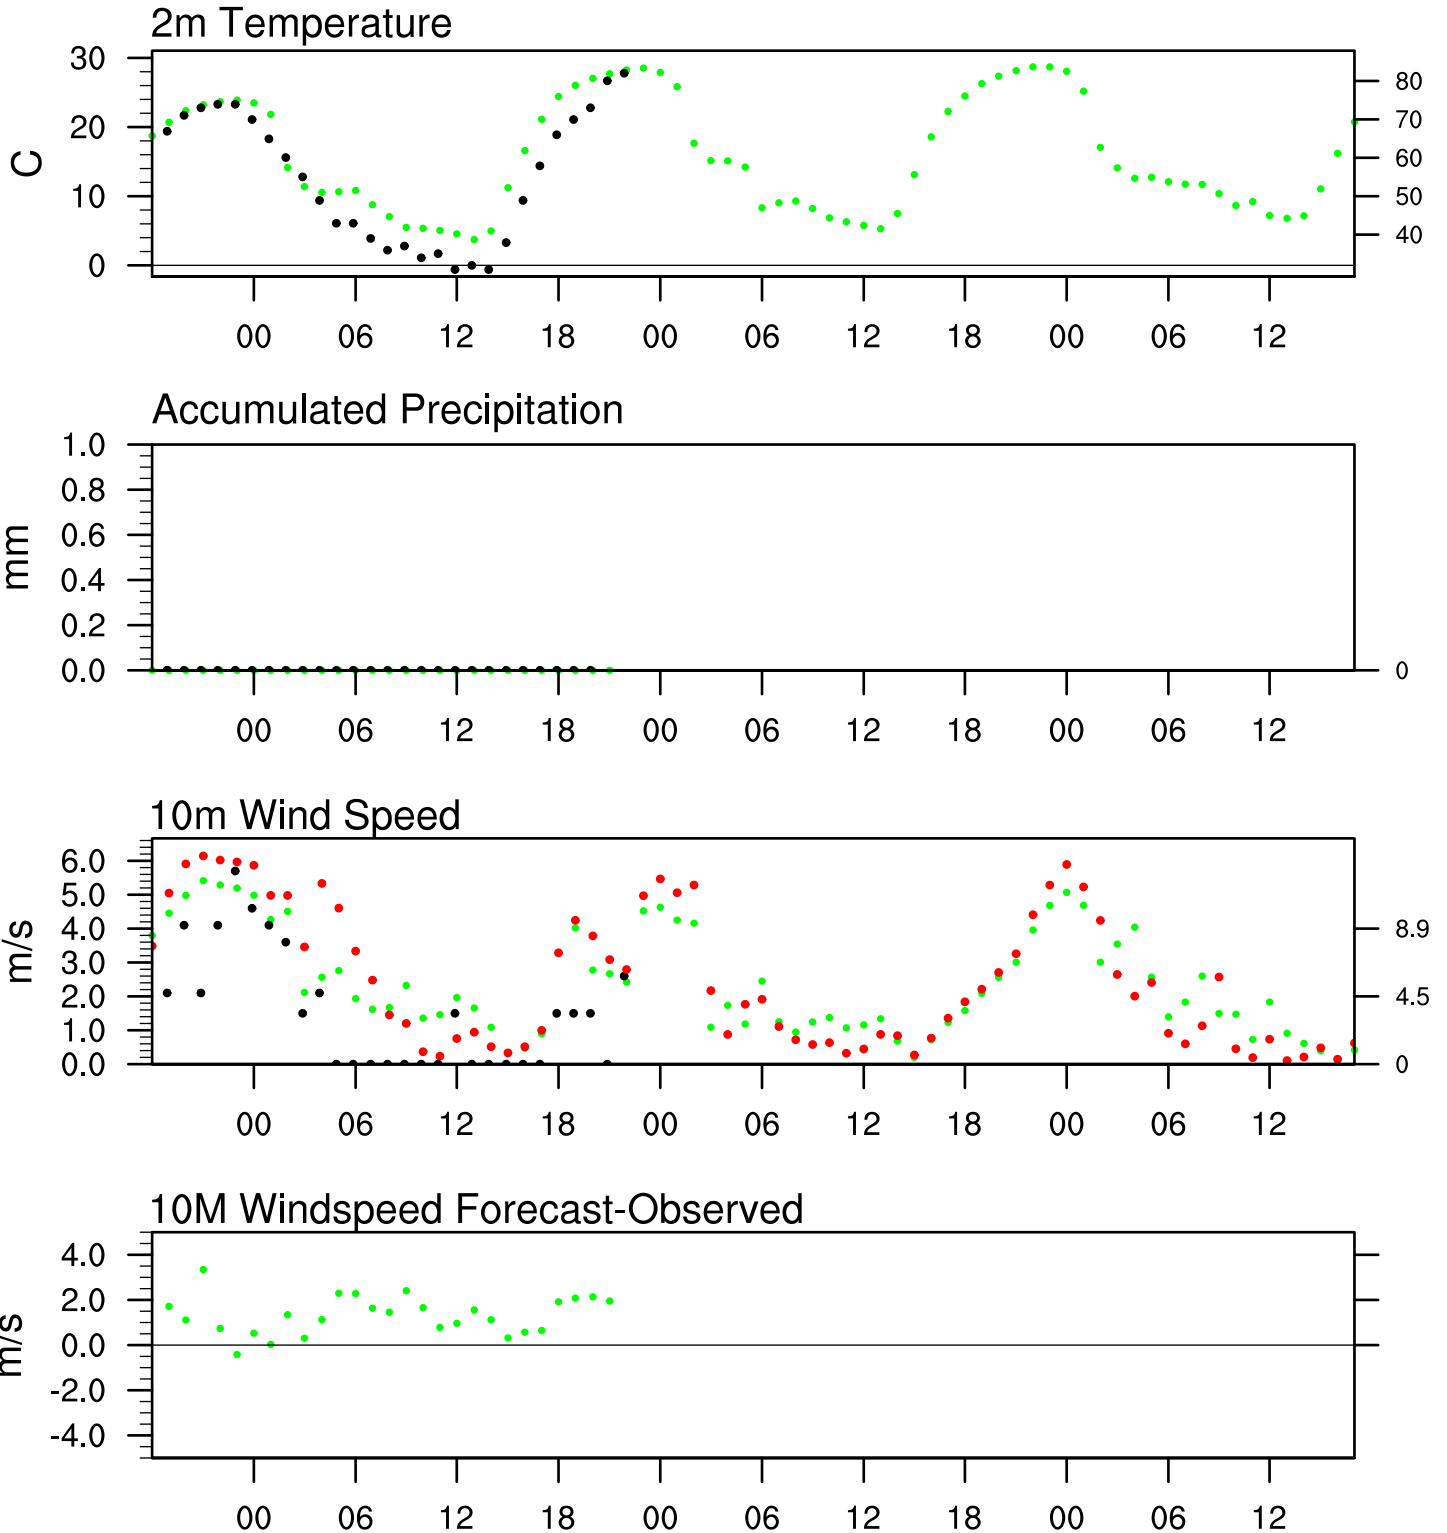 2m Temperature
30
20
10
0
C
80
70
60
50
40
00 06 12 18 00 06 12 18 00 06 12
Accumulated Precipitation
1.0
0.8
0.6
0.4
0.2
0.0
mm
0
00 06 12 18 00 06 12 18 00 06 12
10m Wind Speed
6.0
5.0
4.0
3.0
2.0
1.0
0.0
m/s
8.9
4.5
0
00 06 12 18 00 06 12 18 00 06 12
10M Windspeed Forecast-Observed
4.0
2.0
0.0
-2.0
-4.0
m/s
00 06 12 18 00 06 12 18 00 06 12